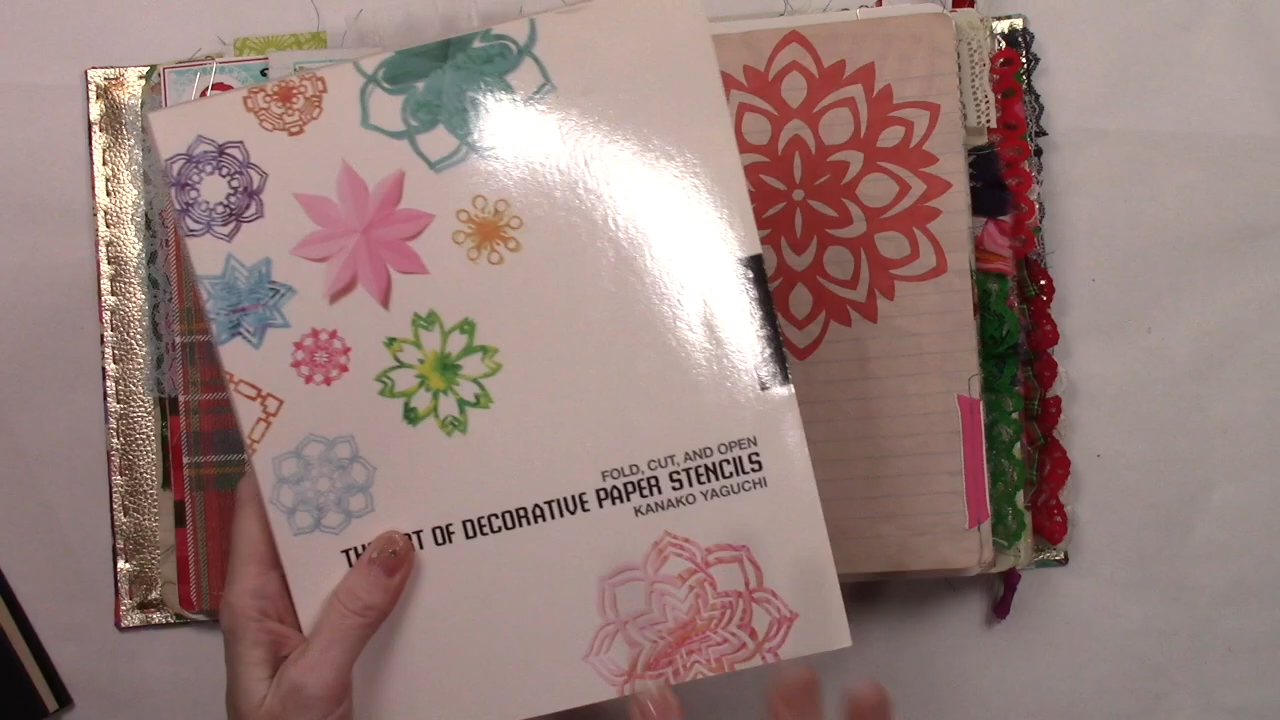 FOLD, CUT, AND OPEN
OF DECORATIVE PAPER STENCILS
KANAKO YAGUCHI